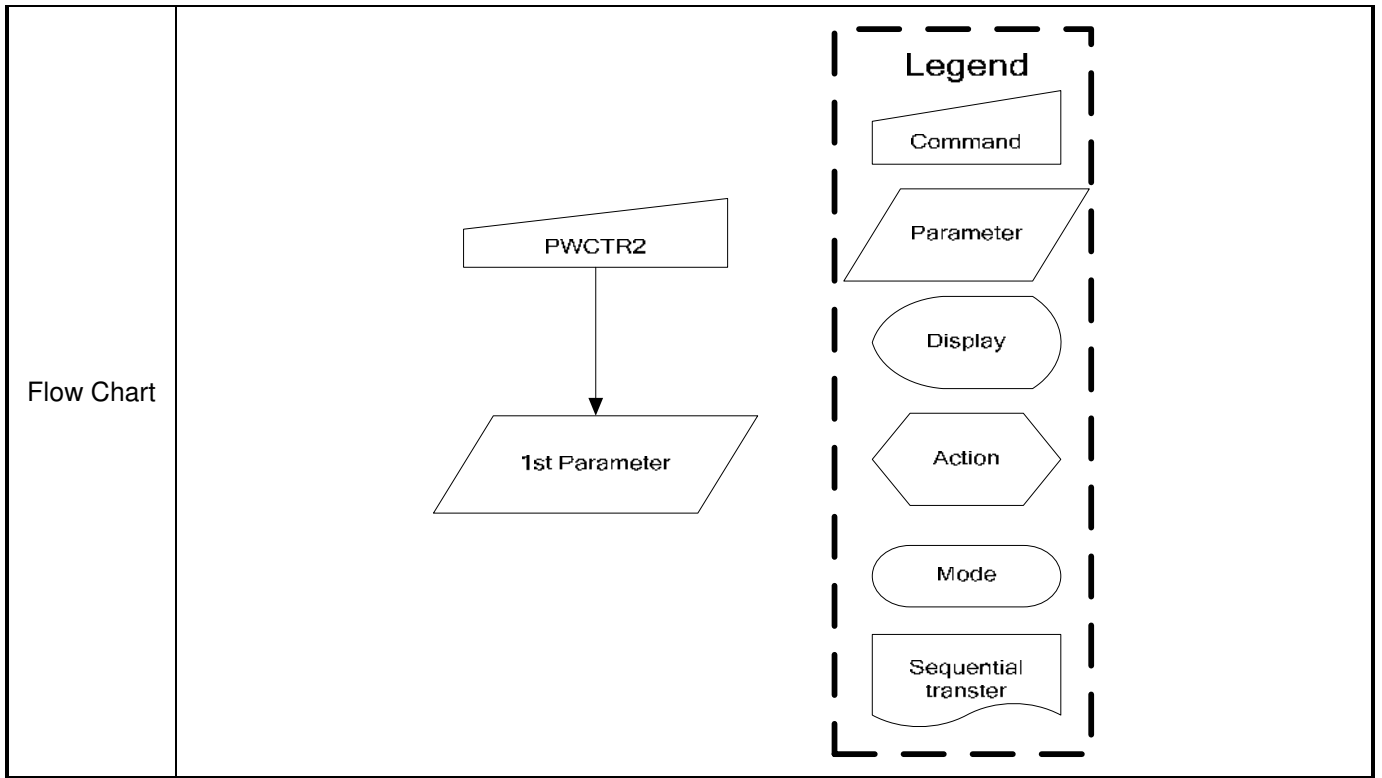 Flow Chart
PWCTR2
1st Parameter
Legend
Command
Parameter
Display
Action
Mode
Sequential
transter